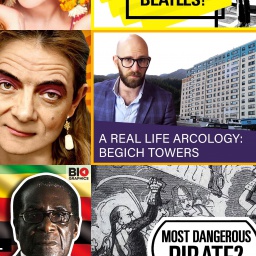 BEATLES?
A REAL LIFE ARCOLOGY:
BEGICH TOWERS
BIO
GRAPHICS
MOST DANGEROUS
PIRATE?